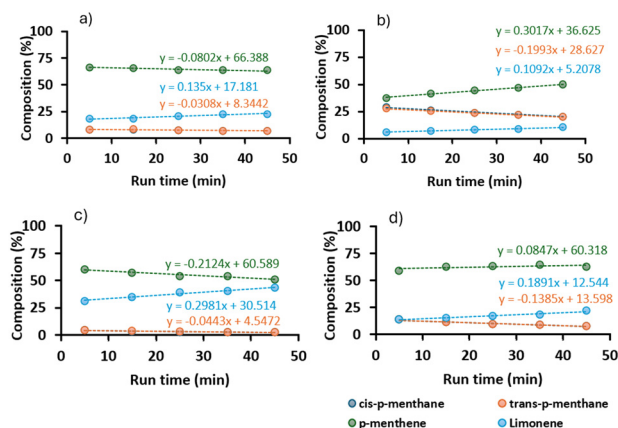 a)
100
75
50
25
0
0 10 20 30 40 50
Composition (%)
Run time (min)
y = -0.0802x + 66.388
y = 0.135x + 17.181
y = -0.0308x + 8.3442
b)
100
75
50
25
0
0 10 20 30 40 50
Composition (%)
Run time (min)
y = 0.3017x + 36.625
y = -0.1993x + 28.627
y = 0.1092x + 5.2078
c)
100
75
50
25
0
0 10 20 30 40 50
Composition (%)
Run time (min)
y = -0.2124x + 60.589
y = 0.2981x + 30.514
y = -0.0443x + 4.5472
d)
100
75
50
25
0
0 10 20 30 40 50
Composition (%)
Run time (min)
y = 0.0847x + 60.318
y = 0.1891x + 12.544
y = -0.1385x + 13.598
cis-p-menthane trans-p-menthane
p-menthene Limonene